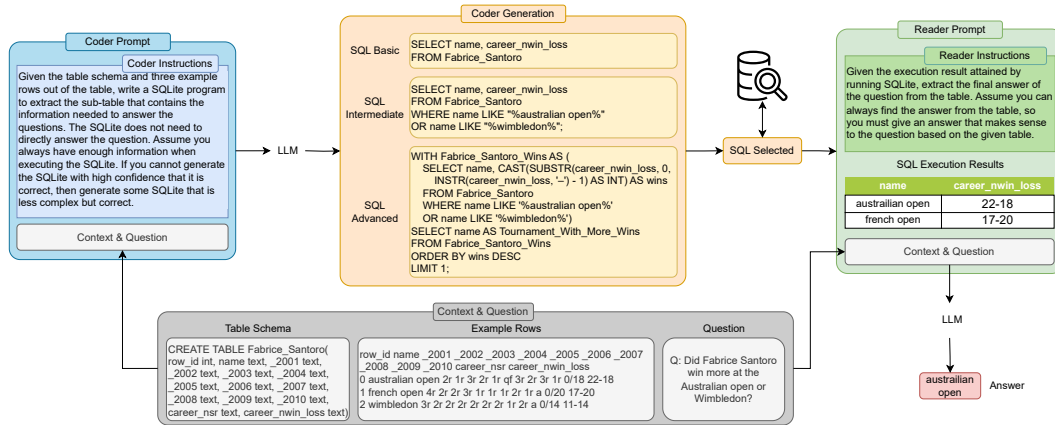 Coder Prompt
Coder Instructions
Given the table schema and three example
rows out of the table, write a SQLite program
to extract the sub-table that contains the
information needed to answer the
questions. The SQLite does not need to
directly answer the question. Assume you
always have enough information when
executing the SQLite. If you cannot generate
the SQLite with high confidence that it is
correct, then generate some SQLite that is
less complex but correct.
Context & Question
LLM
Coder Generation
SQL Basic
SELECT name, career_nwin_loss
FROM Fabrice_Santoro
SQL
Intermediate
SELECT name, career_nwin_loss
FROM Fabrice_Santoro
WHERE name LIKE "%australian open%"
OR name LIKE "%wimbledon%";
SQL
Advanced
WITH Fabrice_Santoro_Wins AS (
SELECT name, CAST(SUBSTR(career_nwin_loss, 0,
INSTR(career_nwin_loss, '–') - 1) AS INT) AS wins
FROM Fabrice_Santoro
WHERE name LIKE '%australian open%'
OR name LIKE '%wimbledon%')
SELECT name AS Tournament_With_More_Wins
FROM Fabrice_Santoro_Wins
ORDER BY wins DESC
LIMIT 1;
SQL Selected
Reader Prompt
Reader Instructions
Given the execution result attained by
running SQLite, extract the final answer of
the question from the table. Assume you can
always find the answer from the table, so
you must give an answer that makes sense
to the question based on the given table.
SQL Execution Results
name career_nwin_loss
austrailian open 22-18
french open 17-20
Context & Question
LLM
austrailian
open
Answer
Context & Question
Table Schema
CREATE TABLE Fabrice_Santoro(
row_id int, name text, _2001 text,
_2002 text, _2003 text, _2004 text,
_2005 text, _2006 text, _2007 text,
_2008 text, _2009 text, _2010 text,
career_nsr text, career_nwin_loss text)
Example Rows
row_id name _2001 _2002 _2003 _2004 _2005 _2006 _2007
_2008 _2009 _2010 career_nsr career_nwin_loss
0 australian open 2r 1r 3r 2r 1r qf 3r 2r 3r 1r 0/18 22-18
1 french open 4r 2r 2r 3r 1r 1r 1r 2r 1r a 0/20 17-20
2 wimbledon 3r 2r 2r 2r 2r 2r 2r 1r 2r a 0/14 11-14
Question
Q: Did Fabrice Santoro
win more at the
Australian open or
Wimbledon?